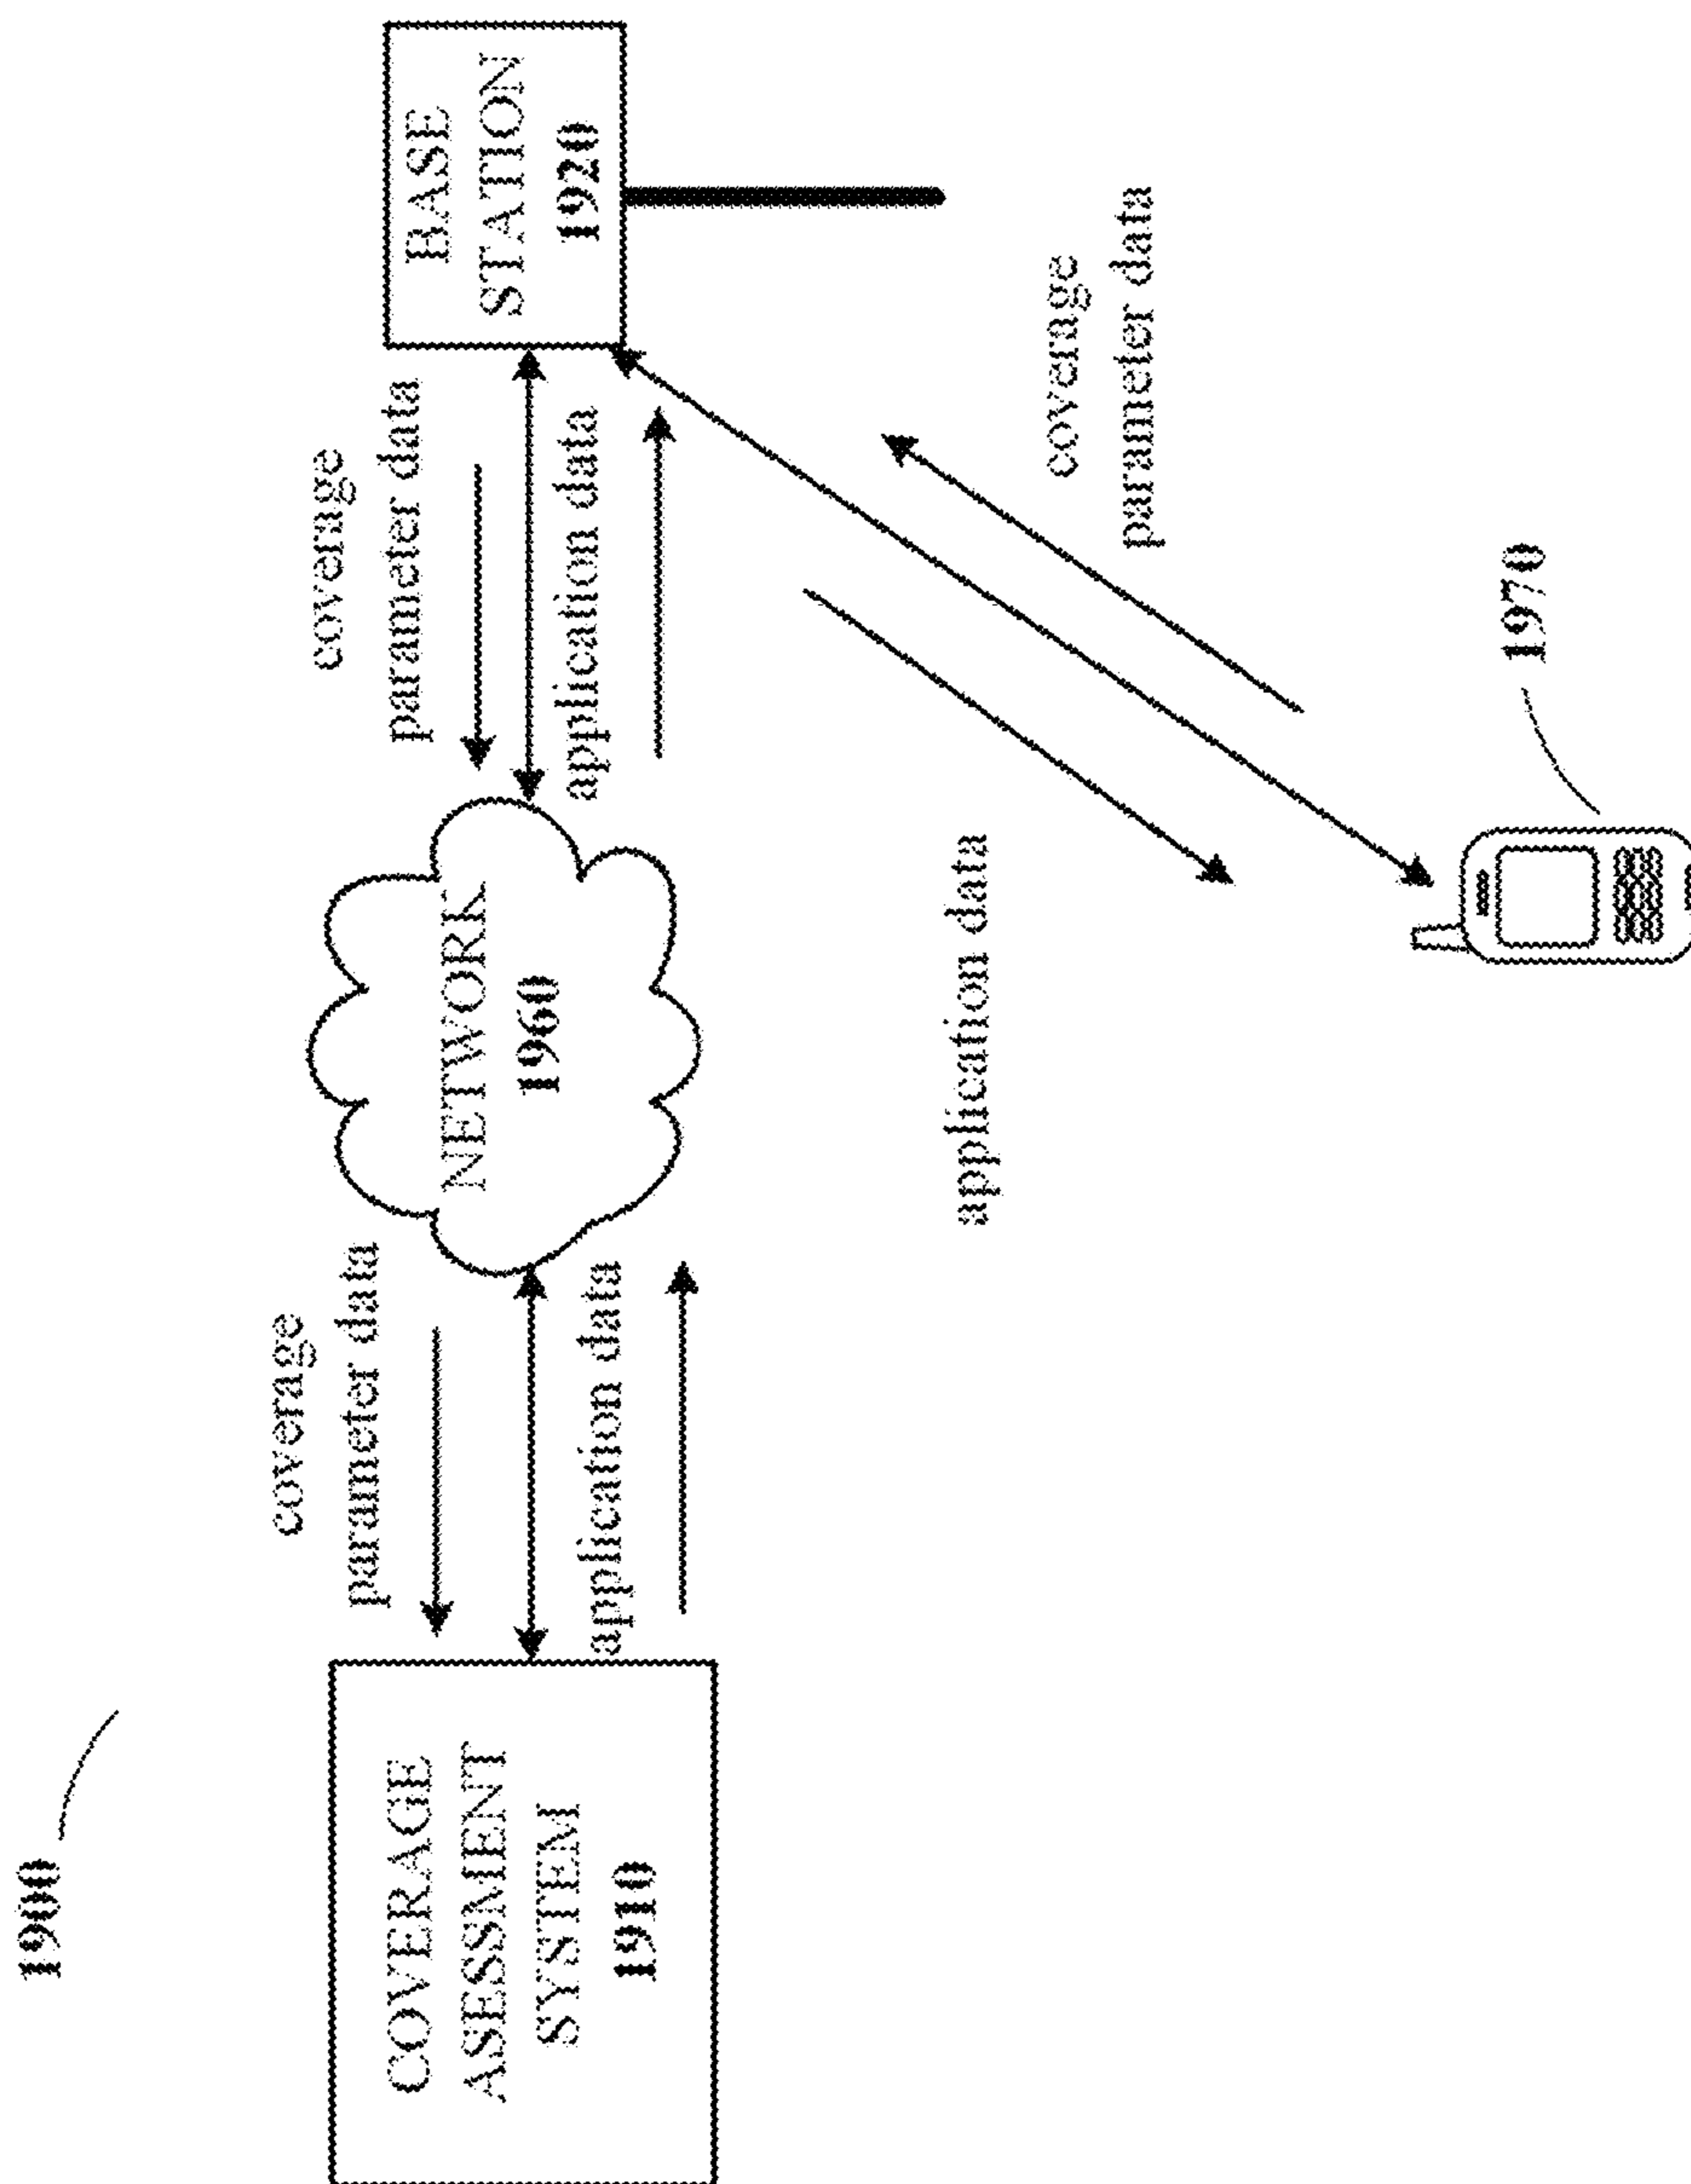 1900
COVERAGE
ASESSMENT
SYSTEM
1910
coverage
parameter data
application data
NETWORK
1960
coverage
parameter data
application data
BASE
STATION
1920
application data
coverage
parameter data
1970